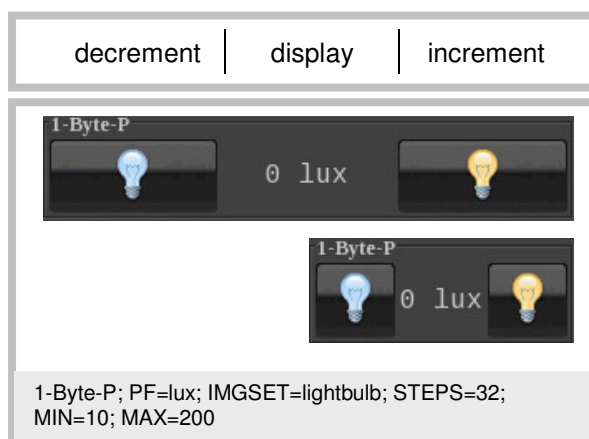 decrement display increment
1-Byte-P
0 lux
1-Byte-P
0 lux
1-Byte-P; PF=lux; IMGSET=lightbulb; STEPS=32;
MIN=10; MAX=200